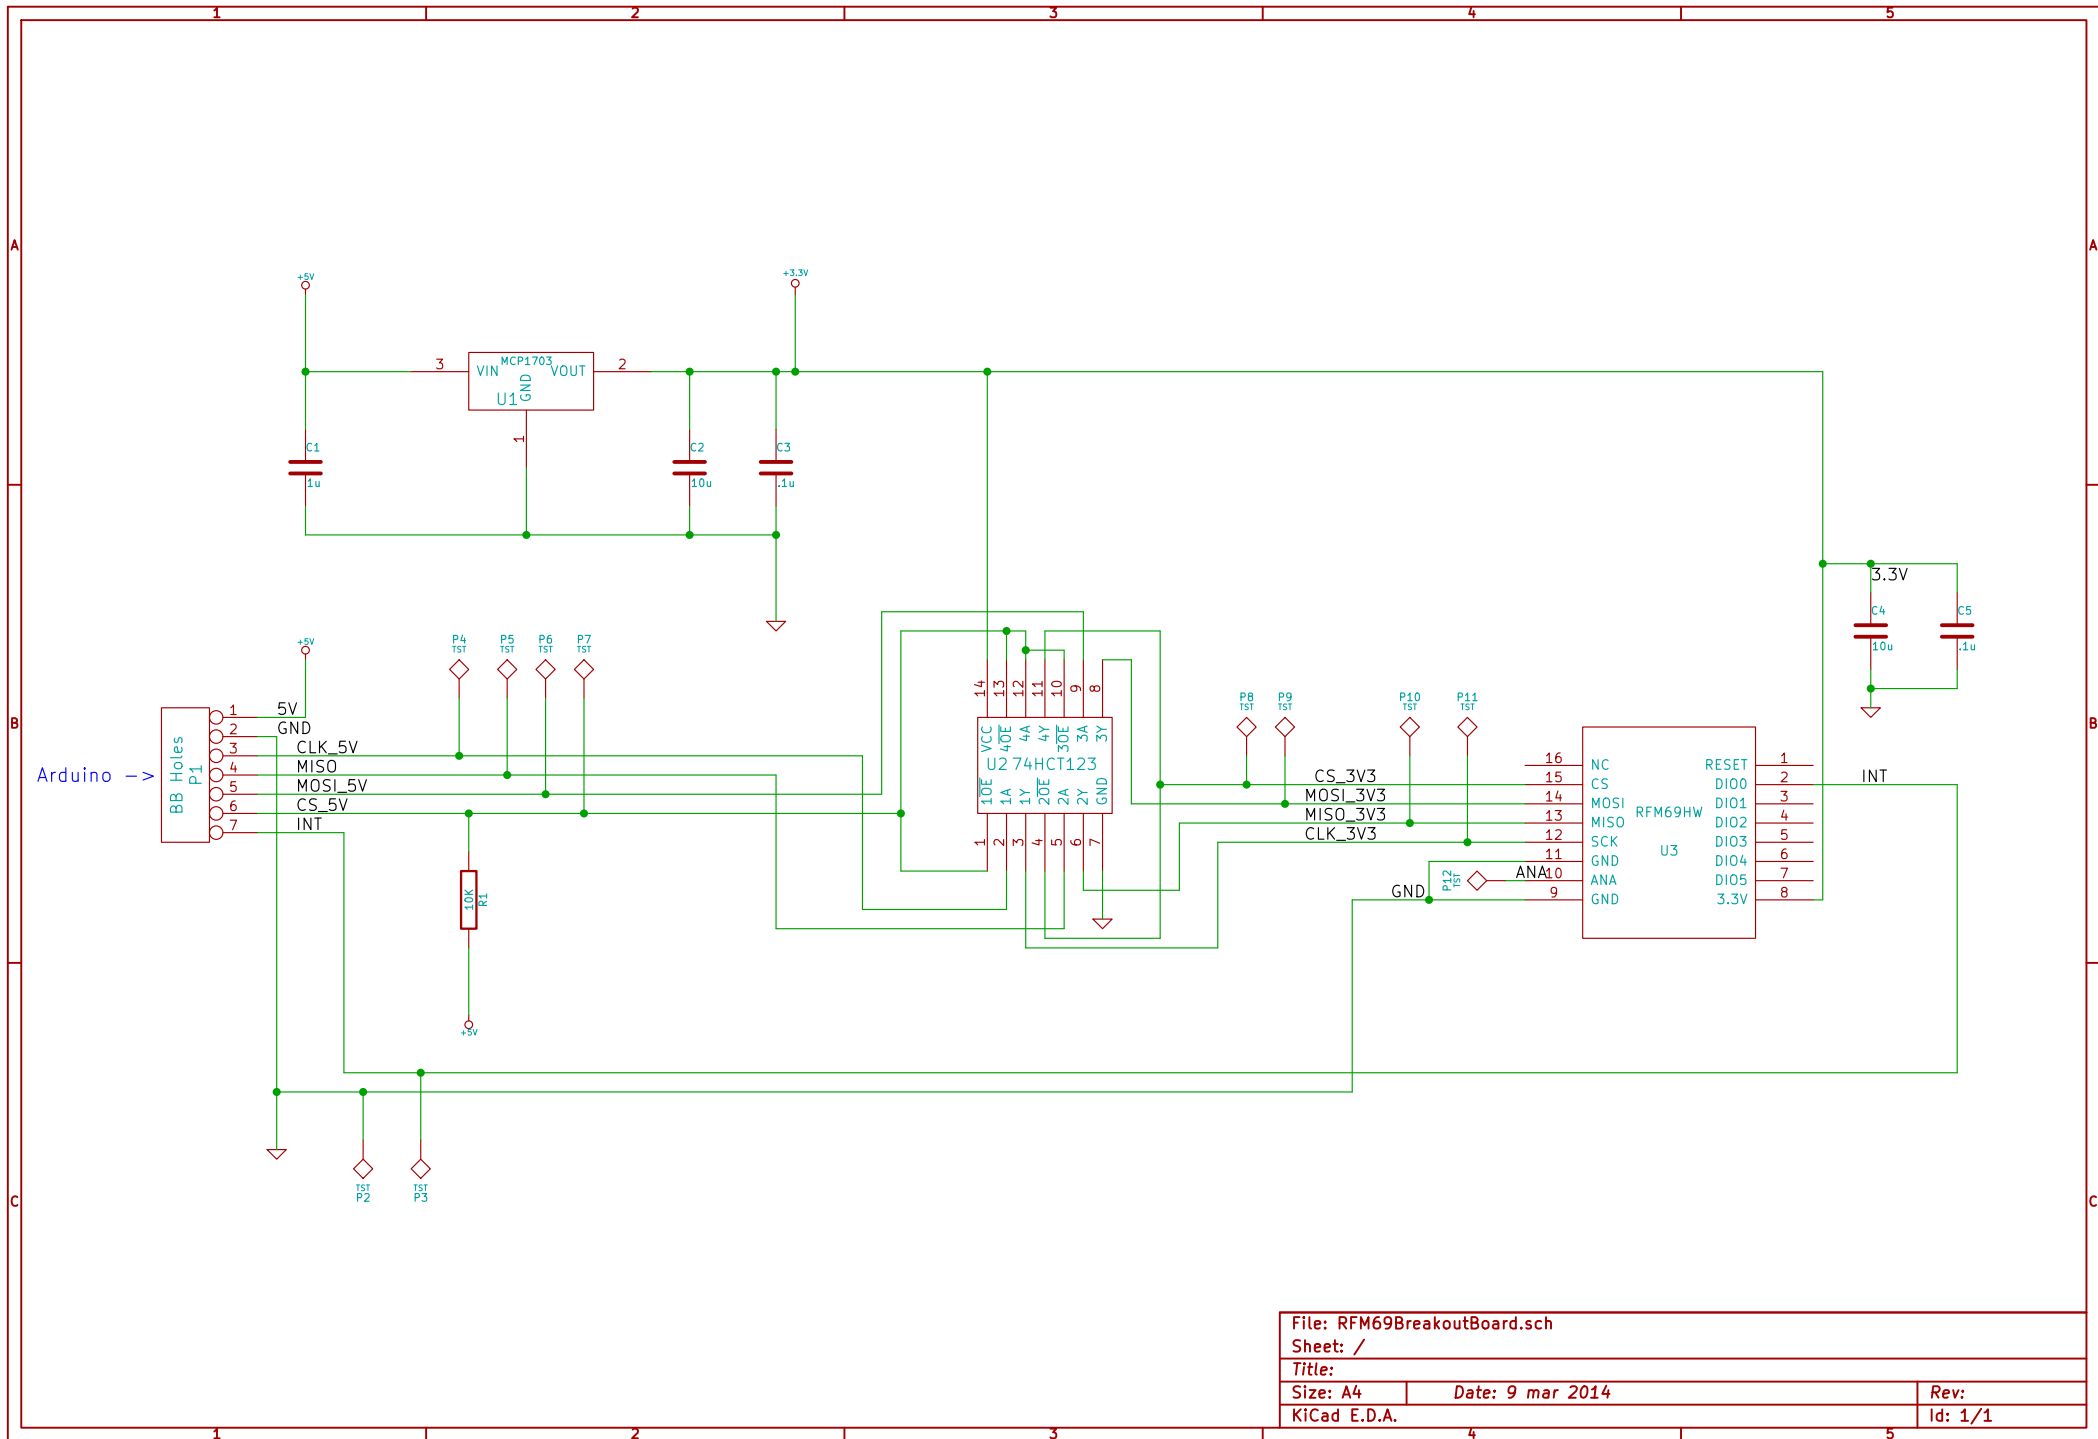 1 2 3 4 5
A A
+5V
+3.3V
3 VIN MCP1703 VOUT 2
GND
U1
1
C1
1u
C2
10u
C3
.1u
3.3V
C4
10u
C5
.1u
+5V
P4
TST
P5
TST
P6
TST
P7
TST
14 13 12 11 10 9 8
VCC 4OE 4A 4Y 3OE 3A 3Y
U2 74HCT123
1OE 1A 1Y 2OE 2A 2Y GND
1 2 3 4 5 6 7
P8
TST
P9
TST
P10
TST
P11
TST
B B
Arduino ->
BB Holes
P1
1 5V
2 GND
3 CLK_5V
4 MISO
5 MOSI_5V
6 CS_5V
7 INT
10K
R1
+5V
CS_3V3
MOSI_3V3
MISO_3V3
CLK_3V3
GND
P12
TST
ANA
16 NC RESET 1
15 CS DIO0 2
14 MOSI DIO1 3
13 MISO DIO2 4
12 SCK DIO3 5
11 GND DIO4 6
10 ANA DIO5 7
9 GND 3.3V 8
RFM69HW
U3
INT
TST
P2
TST
P3
C C
File: RFM69BreakoutBoard.sch
Sheet: /
Title:
Size: A4 Date: 9 mar 2014 Rev:
KiCad E.D.A. Id: 1/1
1 2 3 4 5